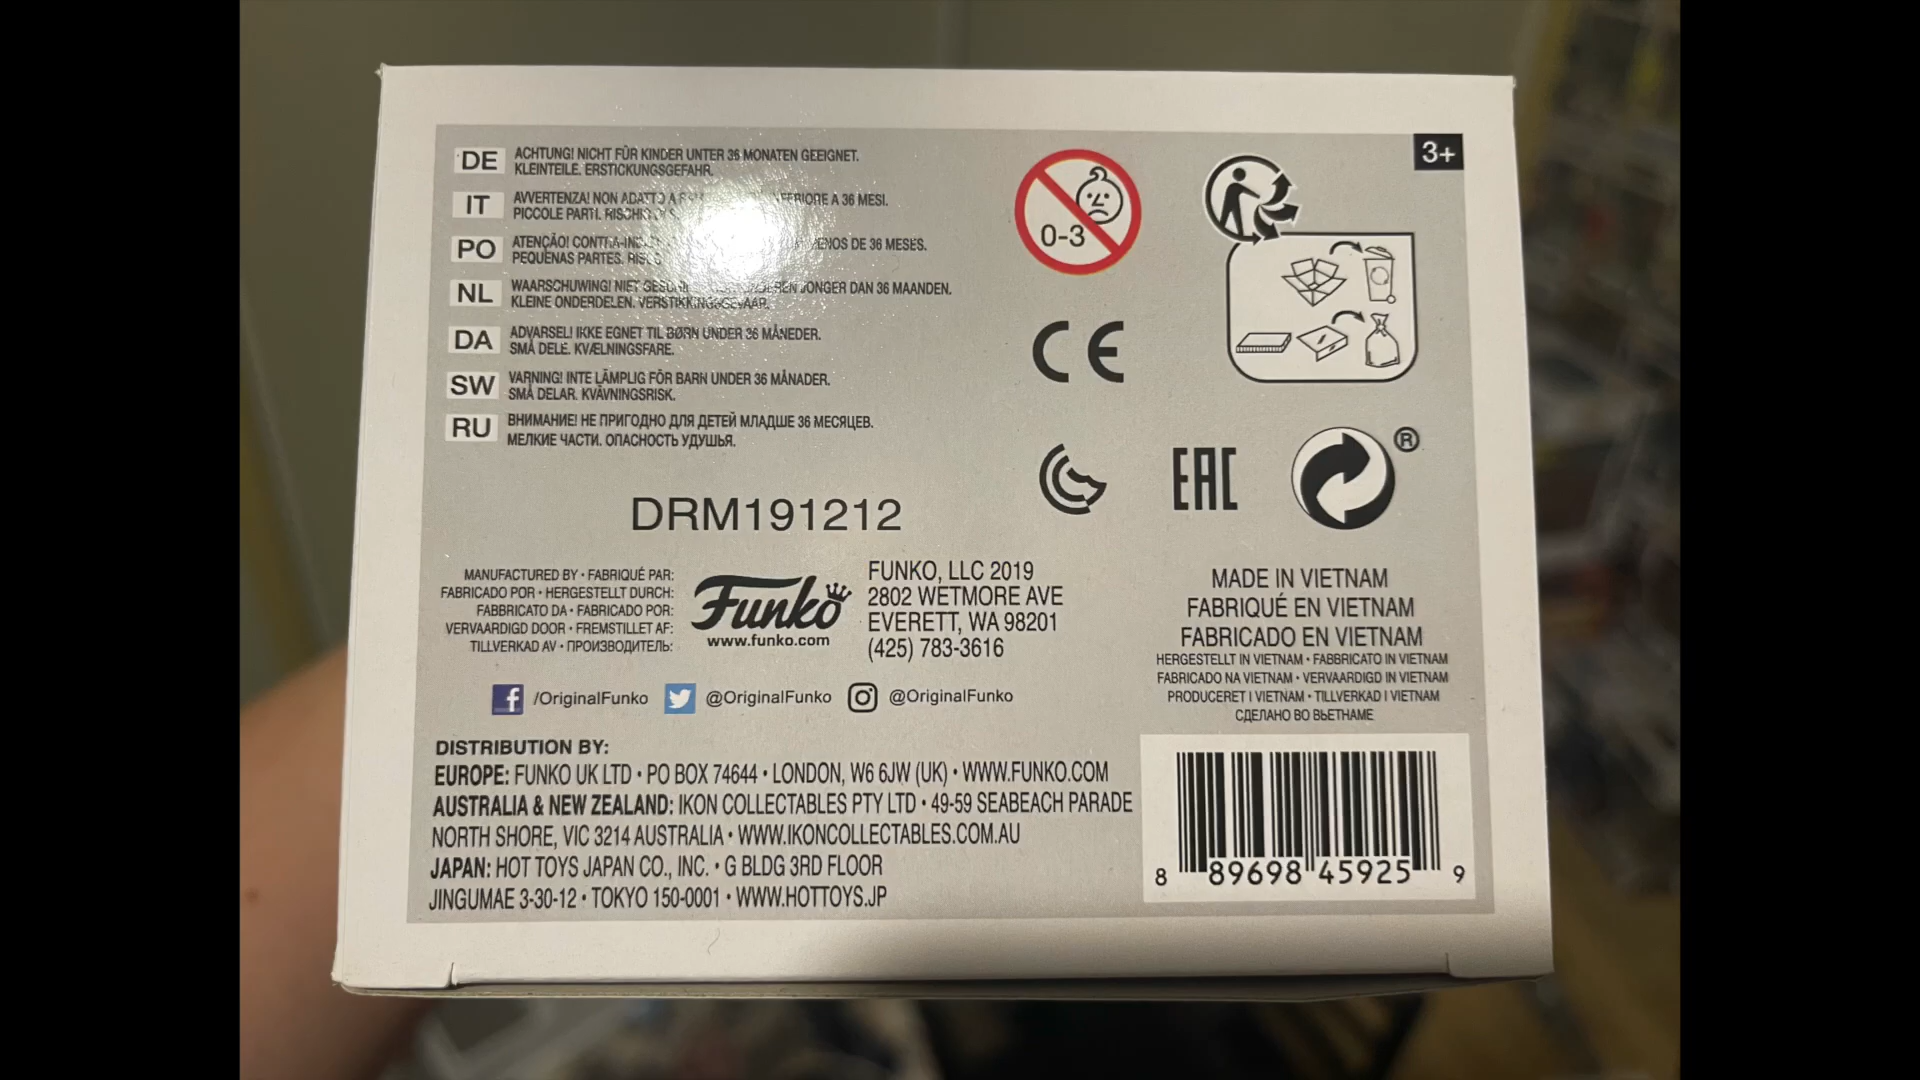 3+
DE ACHTUNG! NICHT FÜR KINDER UNTER 36 MONATEN GEEIGNET.
KLEINTEILE. ERSTICKUNGSGEFAHR.
IT AVVERTENZA! NON ADATTO A A 36 MESI.
PICCOLE PARTI.
PO ATENÇÃO! DE 36 MESES.
PEQUENAS PARTES.
NL WAARSCHUWING! NIET JONGER DAN 36 MAANDEN.
KLEINE ONDERDELEN. VERSTIKKINGSGEVAAR.
DA ADVARSEL! IKKE EGNET TIL BØRN UNDER 36 MÅNEDER.
SMÅ DELE. KVÆLNINGSFARE.
SW VARNING! INTE LÄMPLIG FÖR BARN UNDER 36 MÅNADER.
SMÅ DELAR. KVÄVNINGSRISK.
RU ВНИМАНИЕ! НЕ ПРИГОДНО ДЛЯ ДЕТЕЙ МЛАДШЕ 36 МЕСЯЦЕВ.
МЕЛКИЕ ЧАСТИ. ОПАСНОСТЬ УДУШЬЯ.
0-3
CE
EAC
®
DRM191212
MANUFACTURED BY • FABRIQUÉ PAR:
FABRICADO POR • HERGESTELLT DURCH:
FABBRICATO DA • FABRICADO POR:
VERVAARDIGD DOOR • FREMSTILLET AF:
TILLVERKAD AV • ПРОИЗВОДИТЕЛЬ:
Funko
www.funko.com
FUNKO, LLC 2019
2802 WETMORE AVE
EVERETT, WA 98201
(425) 783-3616
MADE IN VIETNAM
FABRIQUÉ EN VIETNAM
FABRICADO EN VIETNAM
HERGESTELLT IN VIETNAM • FABBRICATO IN VIETNAM
FABRICADO NA VIETNAM • VERVAARDIGD IN VIETNAM
PRODUCERET I VIETNAM • TILLVERKAD I VIETNAM
СДЕЛАНО ВО ВЬЕТНАМЕ
f /OriginalFunko @OriginalFunko @OriginalFunko
DISTRIBUTION BY:
EUROPE: FUNKO UK LTD • PO BOX 74644 • LONDON, W6 6JW (UK) • WWW.FUNKO.COM
AUSTRALIA & NEW ZEALAND: IKON COLLECTABLES PTY LTD • 49-59 SEABEACH PARADE
NORTH SHORE, VIC 3214 AUSTRALIA • WWW.IKONCOLLECTABLES.COM.AU
JAPAN: HOT TOYS JAPAN CO., INC. • G BLDG 3RD FLOOR
JINGUMAE 3-30-12 • TOKYO 150-0001 • WWW.HOTTOYS.JP
8 89698 45925 9